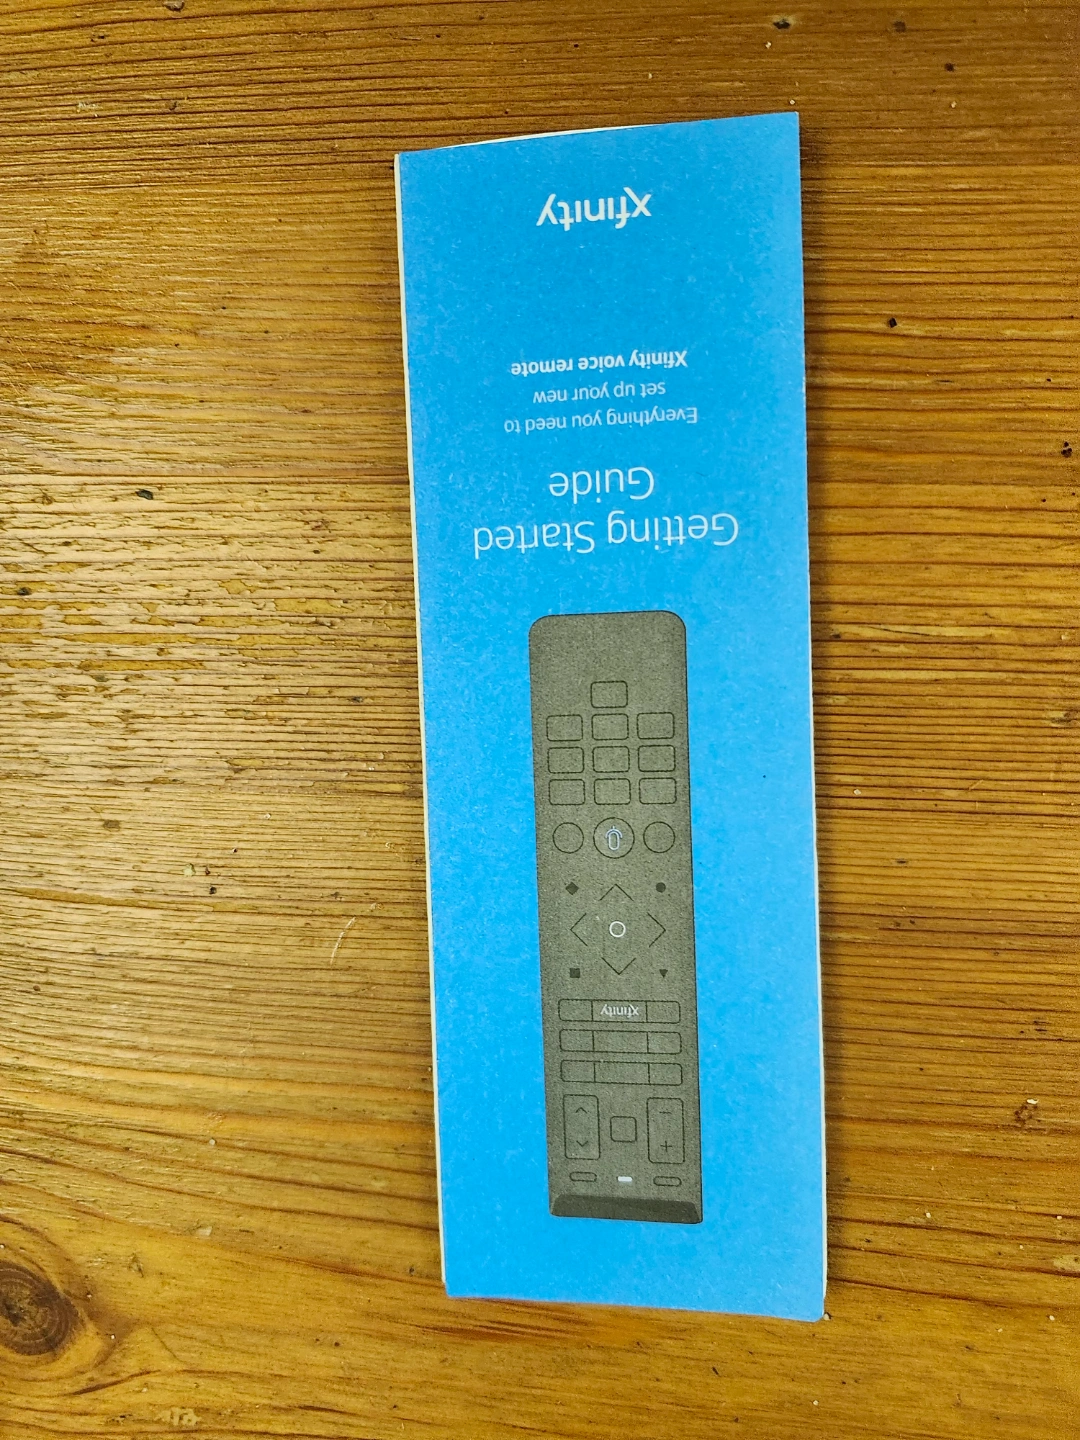 xfinity
Getting Started
Guide
Everything you need to
set up your new
Xfinity voice remote
xfinity